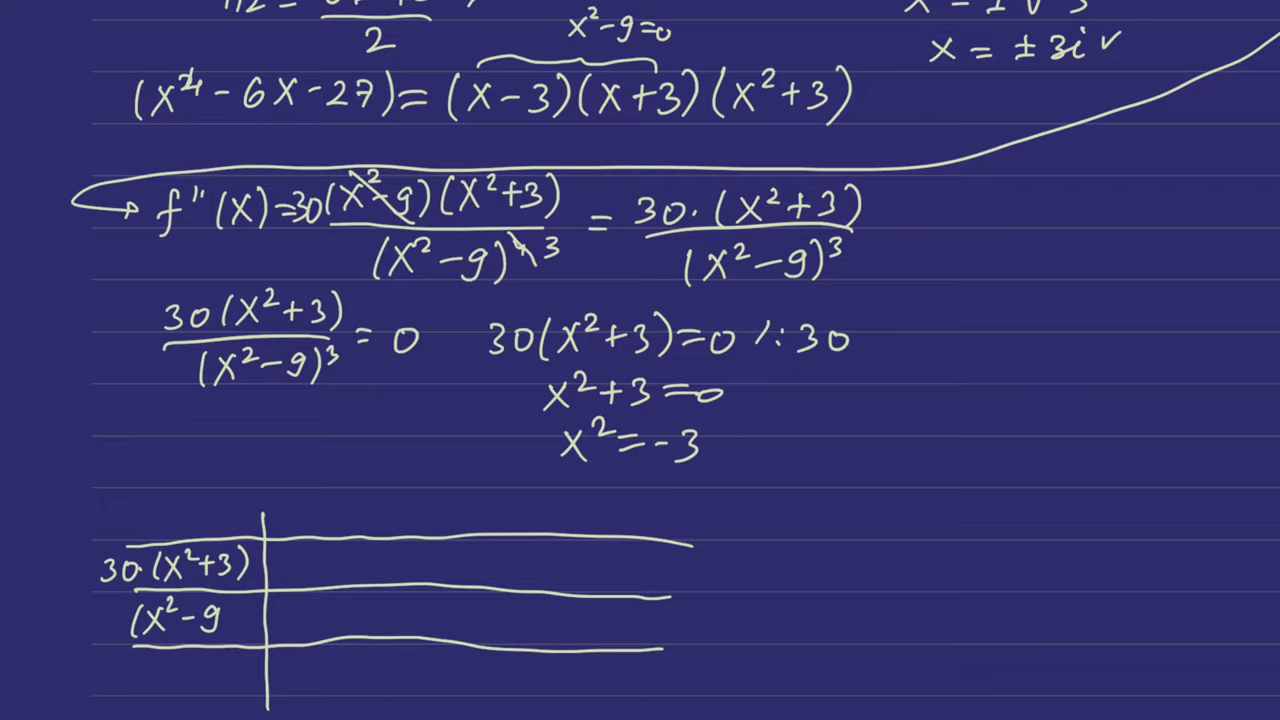 2
x²-9=0
x = ±3i ✓
(x⁴ - 6x - 27) = (x-3)(x+3)(x²+3)
f''(x) = 30(x²-9)(x²+3) / (x²-9)⁴ ³ = 30·(x²+3) / (x²-9)³
30(x²+3) / (x²-9)³ = 0 30(x²+3)=0 /:30
x²+3=0
x²=-3
30·(x²+3)
(x²-9